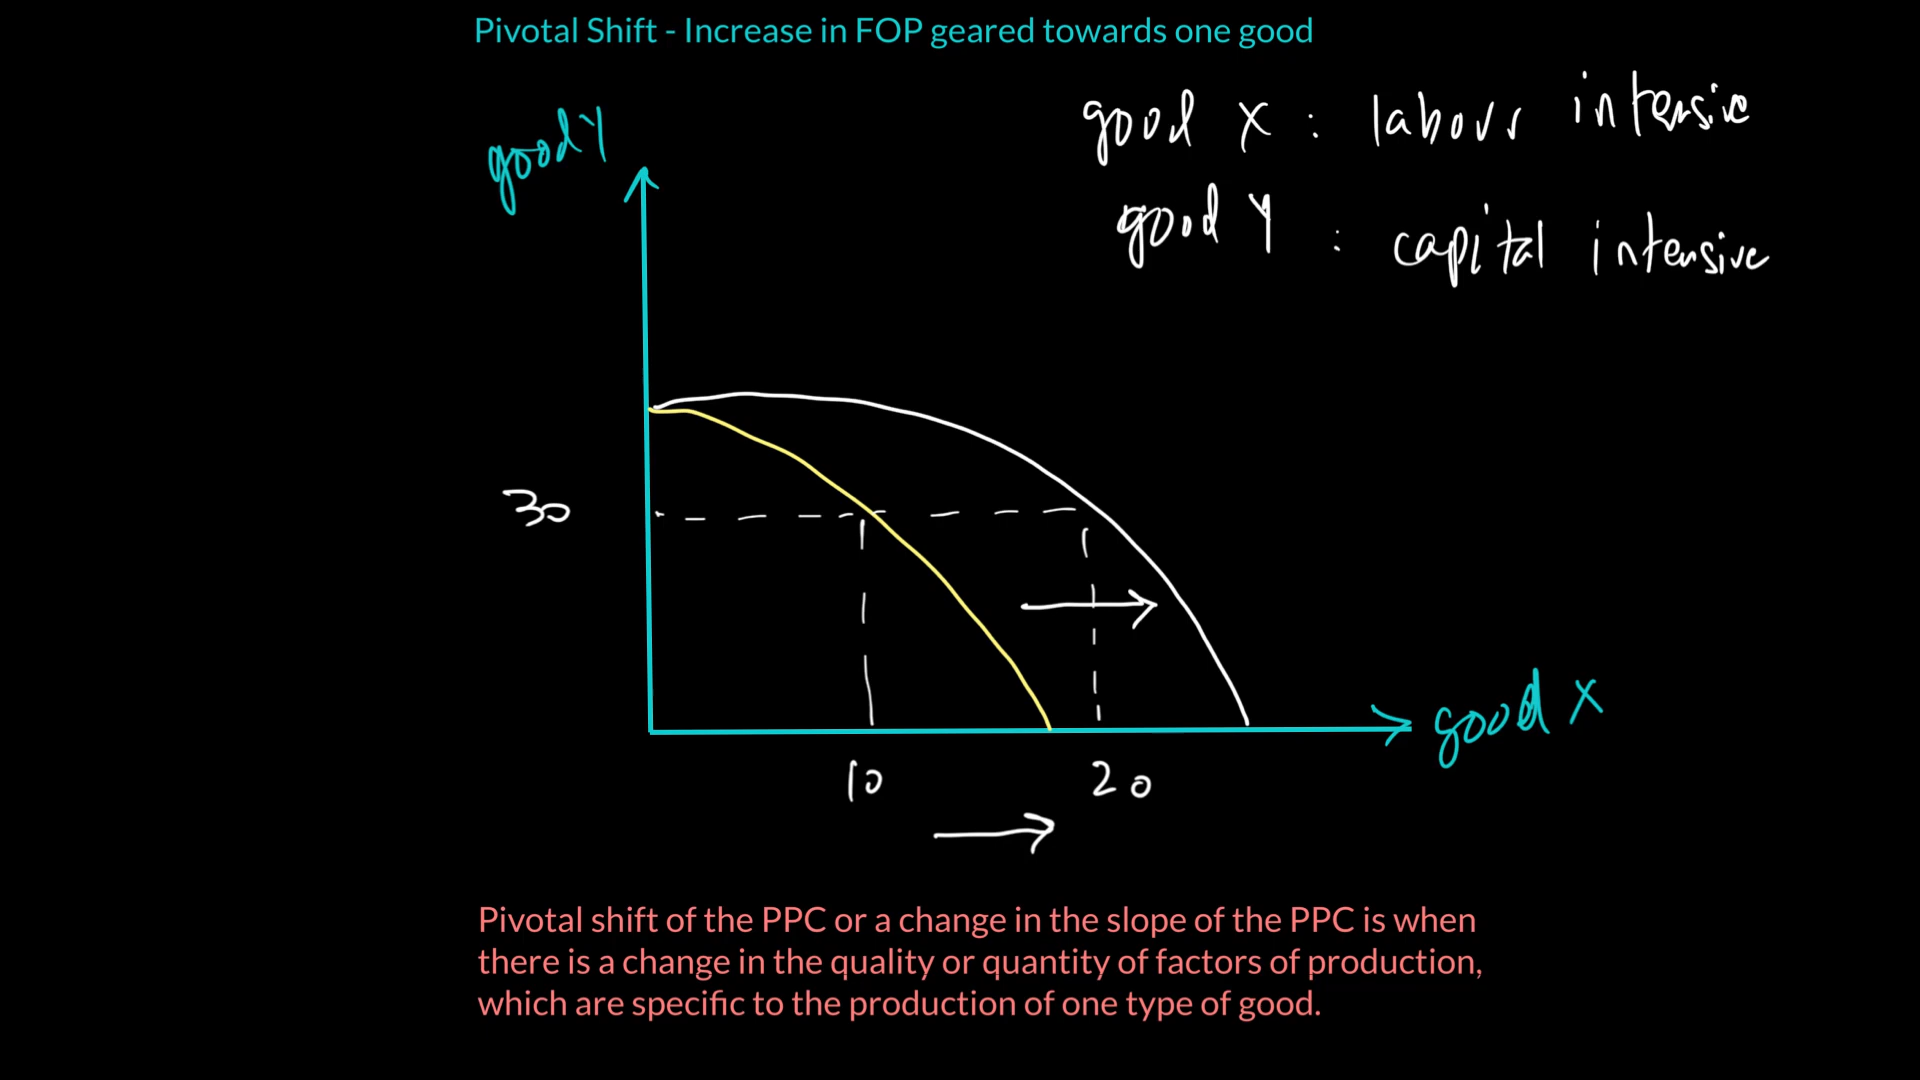 Pivotal Shift - Increase in FOP geared towards one good
good X : labour intensive
good Y
good Y : capital intensive
30
good X
10 20
Pivotal shift of the PPC or a change in the slope of the PPC is when
there is a change in the quality or quantity of factors of production,
which are specific to the production of one type of good.